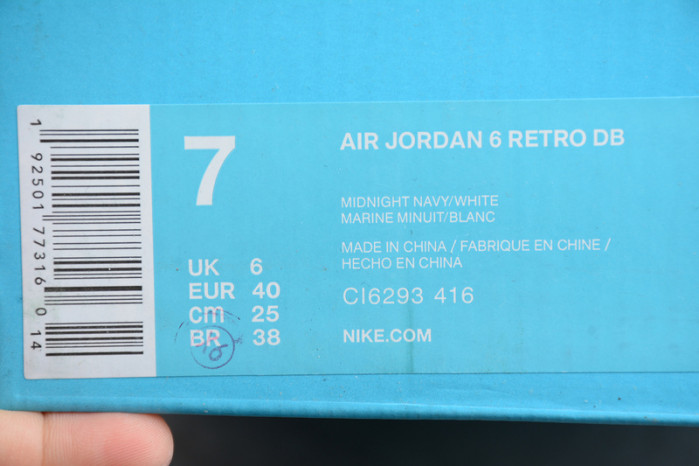 1 92501 77316 0 14
7
UK 6
EUR 40
cm 25
BR 38
AIR JORDAN 6 RETRO DB
MIDNIGHT NAVY/WHITE
MARINE MINUIT/BLANC
MADE IN CHINA / FABRIQUE EN CHINE /
HECHO EN CHINA
CI6293 416
NIKE.COM